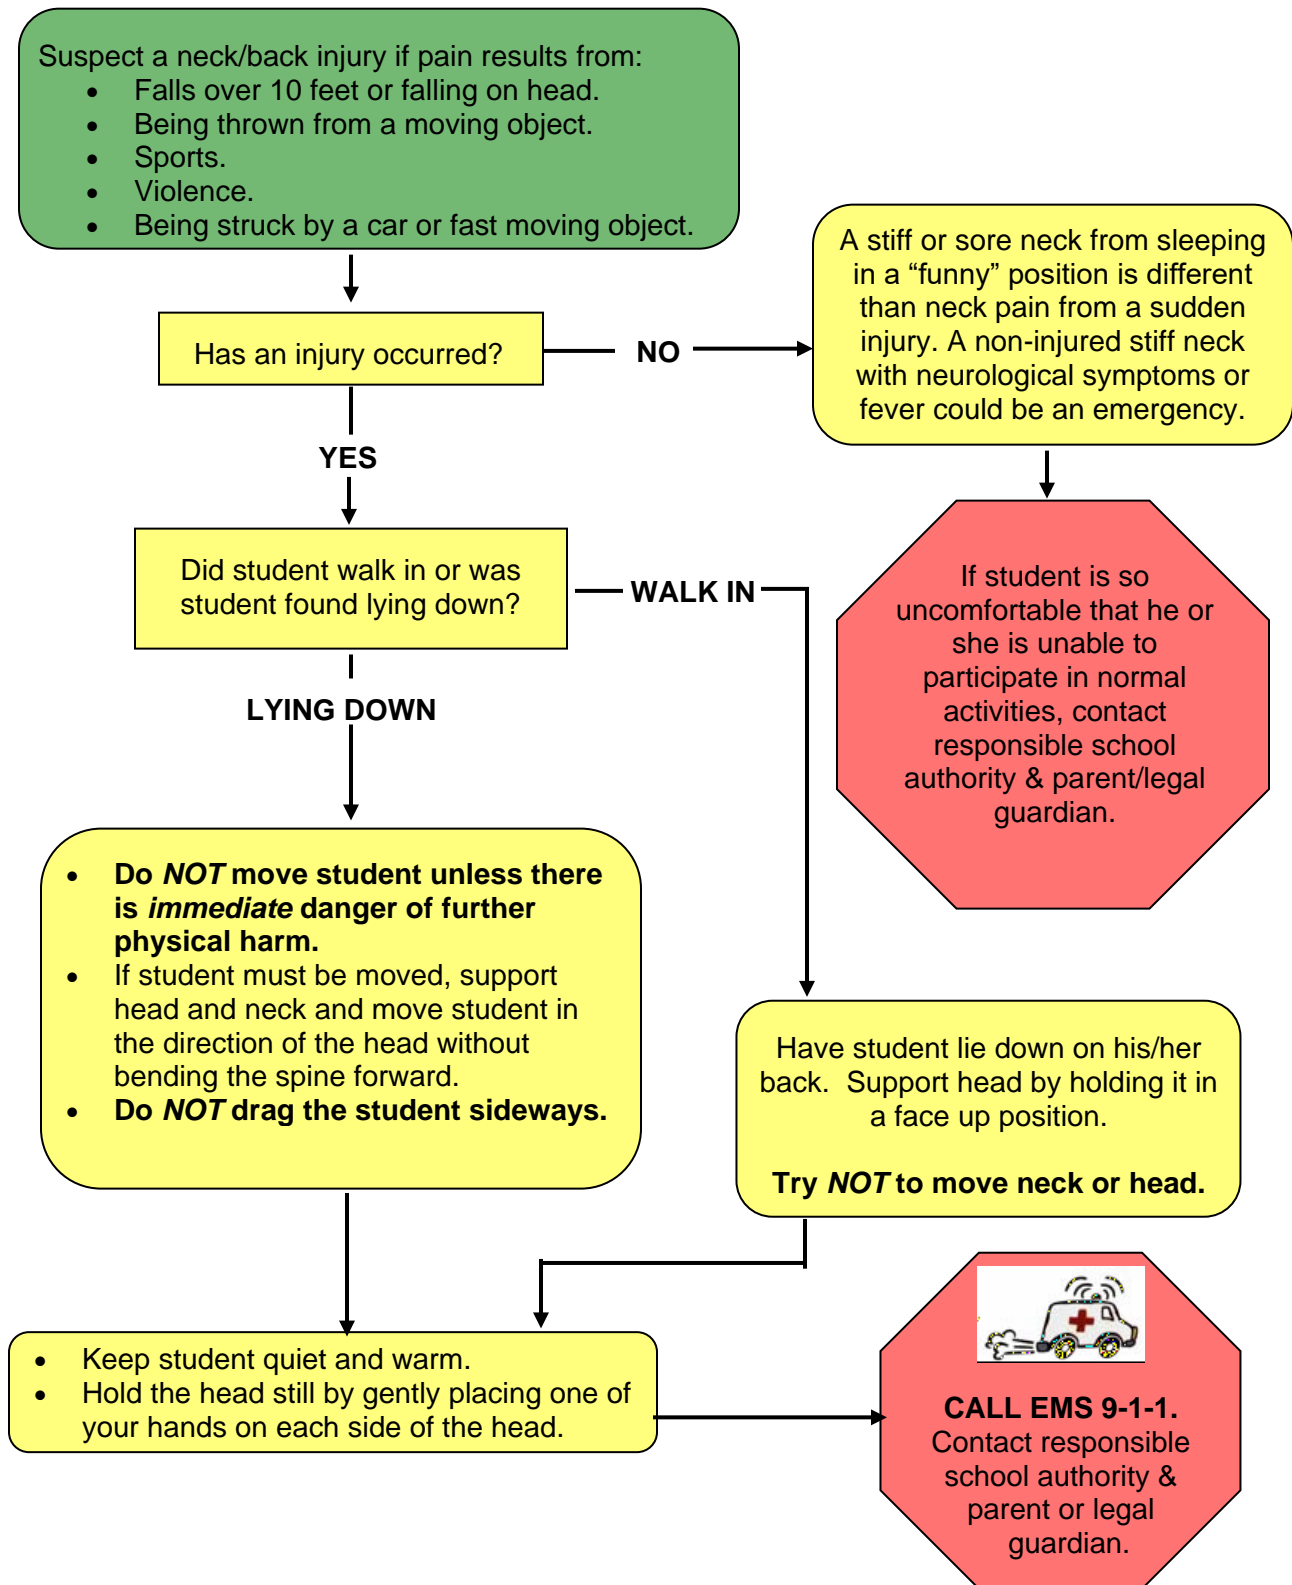 Suspect a neck/back injury if pain results from:
• Falls over 10 feet or falling on head.
• Being thrown from a moving object.
• Sports.
• Violence.
• Being struck by a car or fast moving object.
Has an injury occurred?
NO
A stiff or sore neck from sleeping
in a “funny” position is different
than neck pain from a sudden
injury. A non-injured stiff neck
with neurological symptoms or
fever could be an emergency.
YES
If student is so
uncomfortable that he or
she is unable to
participate in normal
activities, contact
responsible school
authority & parent/legal
guardian.
Did student walk in or was
student found lying down?
WALK IN
LYING DOWN
• Do NOT move student unless there
is immediate danger of further
physical harm.
• If student must be moved, support
head and neck and move student in
the direction of the head without
bending the spine forward.
• Do NOT drag the student sideways.
Have student lie down on his/her
back.  Support head by holding it in
a face up position.
Try NOT to move neck or head.
• Keep student quiet and warm.
• Hold the head still by gently placing one of
your hands on each side of the head.
CALL EMS 9-1-1.
Contact responsible
school authority &
parent or legal
guardian.